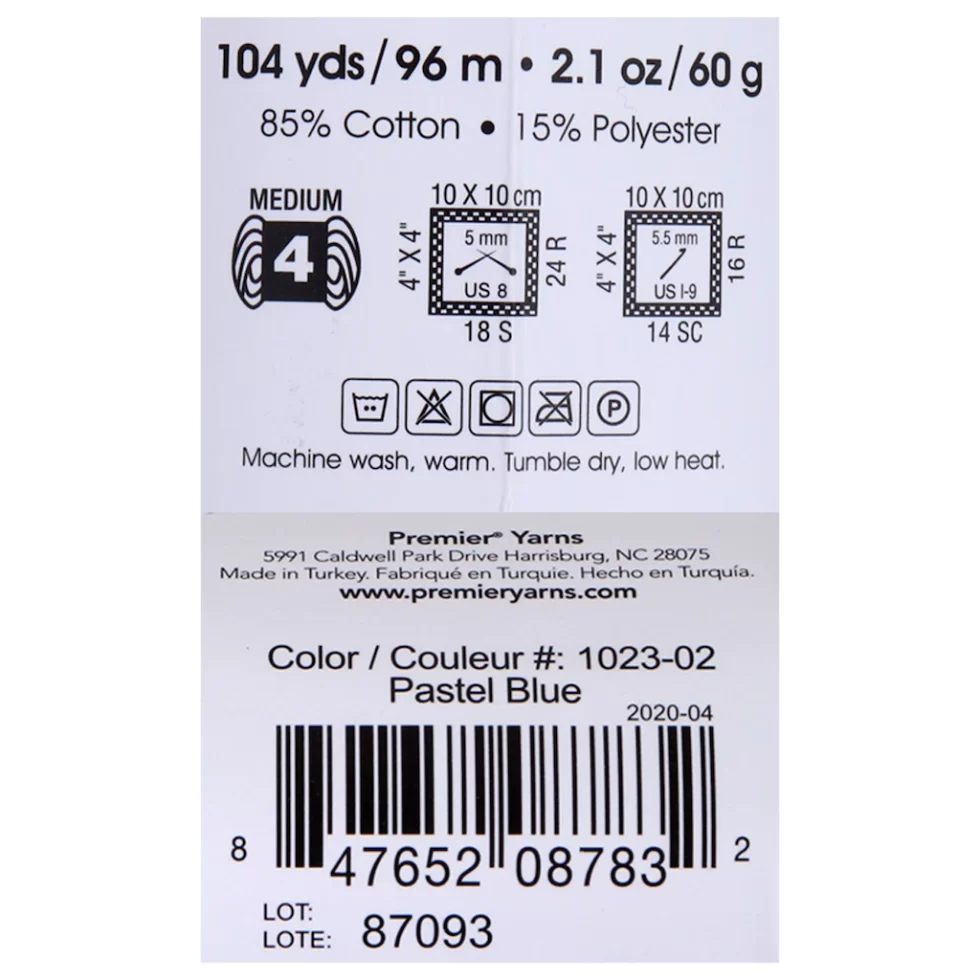 104 yds/96 m • 2.1 oz/60 g
85% Cotton • 15% Polyester
MEDIUM
4
10 X 10 cm
4" X 4"
5 mm
US 8
24 R
18 S
10 X 10 cm
4" X 4"
5.5 mm
US I-9
16 R
14 SC
P
Machine wash, warm. Tumble dry, low heat.
Premier® Yarns
5991 Caldwell Park Drive Harrisburg, NC 28075
Made in Turkey. Fabriqué en Turquie. Hecho en Turquía.
www.premieryarns.com
Color / Couleur #: 1023-02
Pastel Blue
2020-04
8 47652 08783 2
LOT:
LOTE: 87093